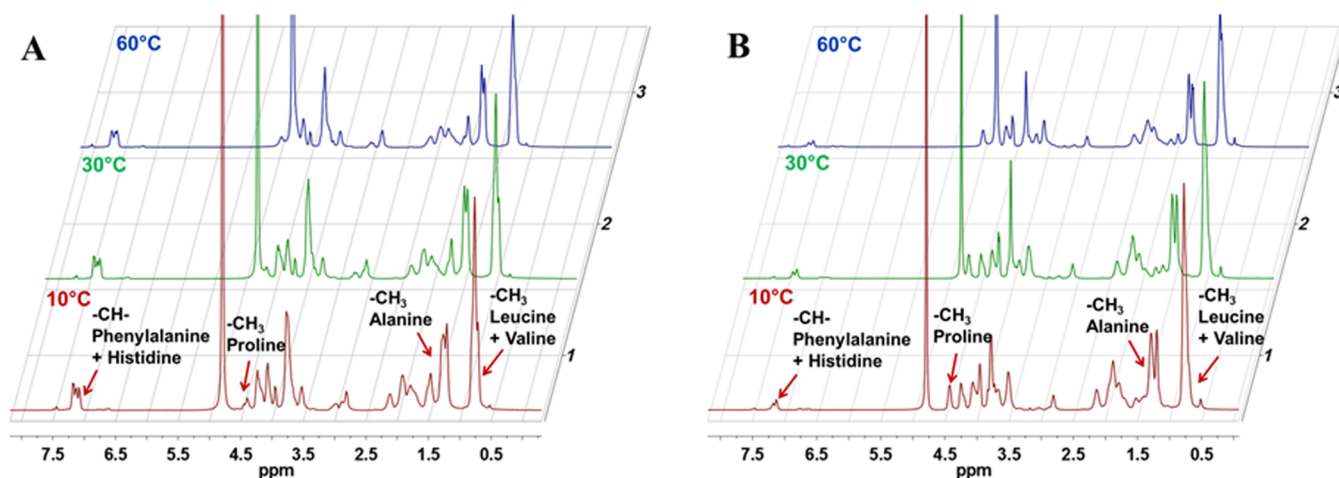 A
60°C
3
30°C
2
10°C
-CH-
Phenylalanine
+ Histidine
-CH₃
Proline
-CH₃
Alanine
-CH₃
Leucine
+ Valine
1
7.5 6.5 5.5 4.5 3.5 2.5 1.5 0.5
ppm
B
60°C
3
30°C
2
10°C
-CH-
Phenylalanine
+ Histidine
-CH₃
Proline
-CH₃
Alanine
-CH₃
Leucine
+ Valine
1
7.5 6.5 5.5 4.5 3.5 2.5 1.5 0.5
ppm